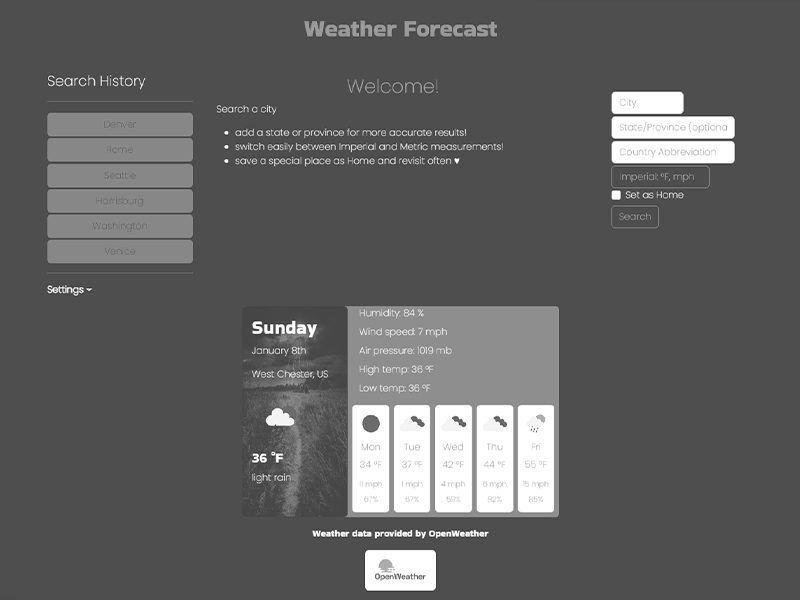 Weather Forecast
Search History
Denver
Rome
Seattle
Harrisburg
Washington
Venice
Settings
Welcome!
Search a city
add a state or province for more accurate results!
switch easily between Imperial and Metric measurements!
save a special place as Home and revisit often ♥
City
State/Province (optiona
Country Abbreviation
Imperial: °F, mph
Set as Home
Search
Sunday
January 8th
West Chester, US
36 °F
light rain
Humidity: 84 %
Wind speed: 7 mph
Air pressure: 1019 mb
High temp: 36 °F
Low temp: 36 °F
Mon
34 °F
11 mph
67%
Tue
37 °F
1 mph
67%
Wed
42 °F
4 mph
59%
Thu
44 °F
6 mph
92%
Fri
55 °F
15 mph
85%
Weather data provided by OpenWeather
OpenWeather